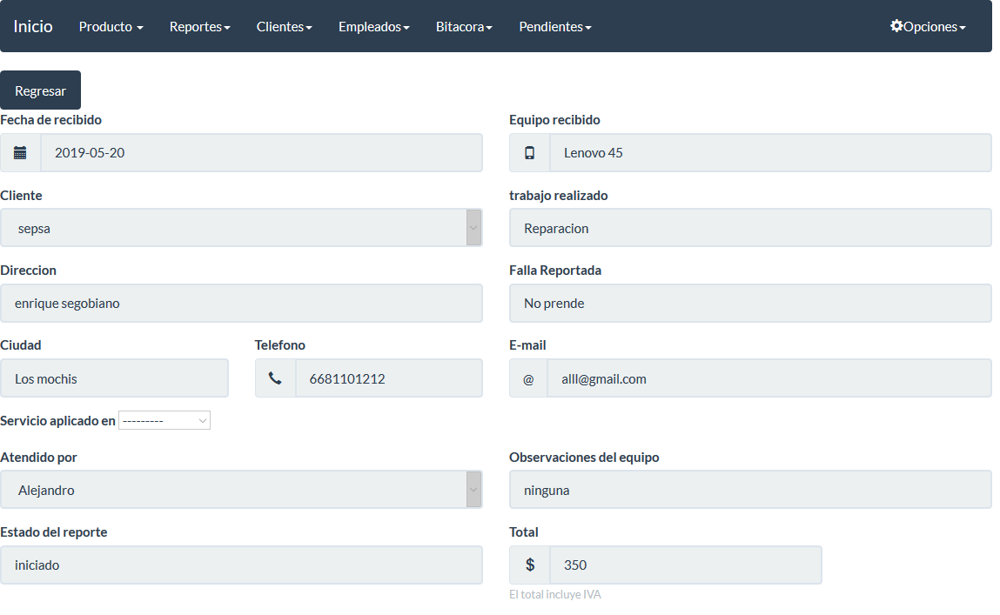 Inicio Producto Reportes Clientes Empleados Bitacora Pendientes Opciones
Regresar
Fecha de recibido Equipo recibido
2019-05-20 Lenovo 45
Cliente trabajo realizado
sepsa Reparacion
Direccion Falla Reportada
enrique segobiano No prende
Ciudad Telefono E-mail
Los mochis 6681101212 @ alll@gmail.com
Servicio aplicado en ---------
Atendido por Observaciones del equipo
Alejandro ninguna
Estado del reporte Total
iniciado $ 350
El total incluye IVA